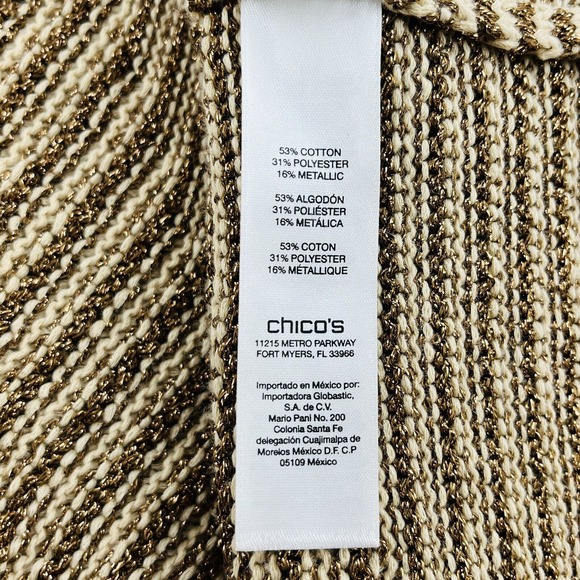 53% COTTON
31% POLYESTER
16% METALLIC
53% ALGODÓN
31% POLIÉSTER
16% METÁLICA
53% COTON
31% POLYESTER
16% MÉTALLIQUE
chico's
11215 METRO PARKWAY
FORT MYERS, FL 33966
Importado en México por:
Importadora Globastic,
S.A. de C.V.
Mario Pani No. 200
Colonia Santa Fe
delegación Cuajimalpa de
Morelos México D.F. C.P
05109 México